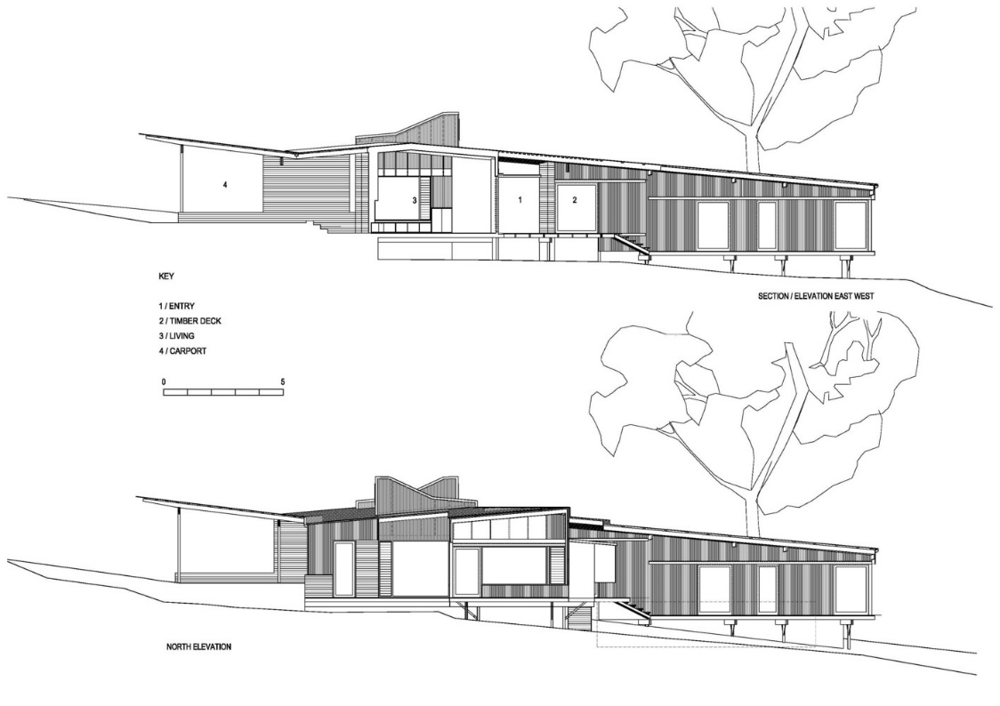 4
3
1
2
KEY
1 / ENTRY
2 / TIMBER DECK
3 / LIVING
4 / CARPORT
SECTION / ELEVATION EAST WEST
0 5
NORTH ELEVATION